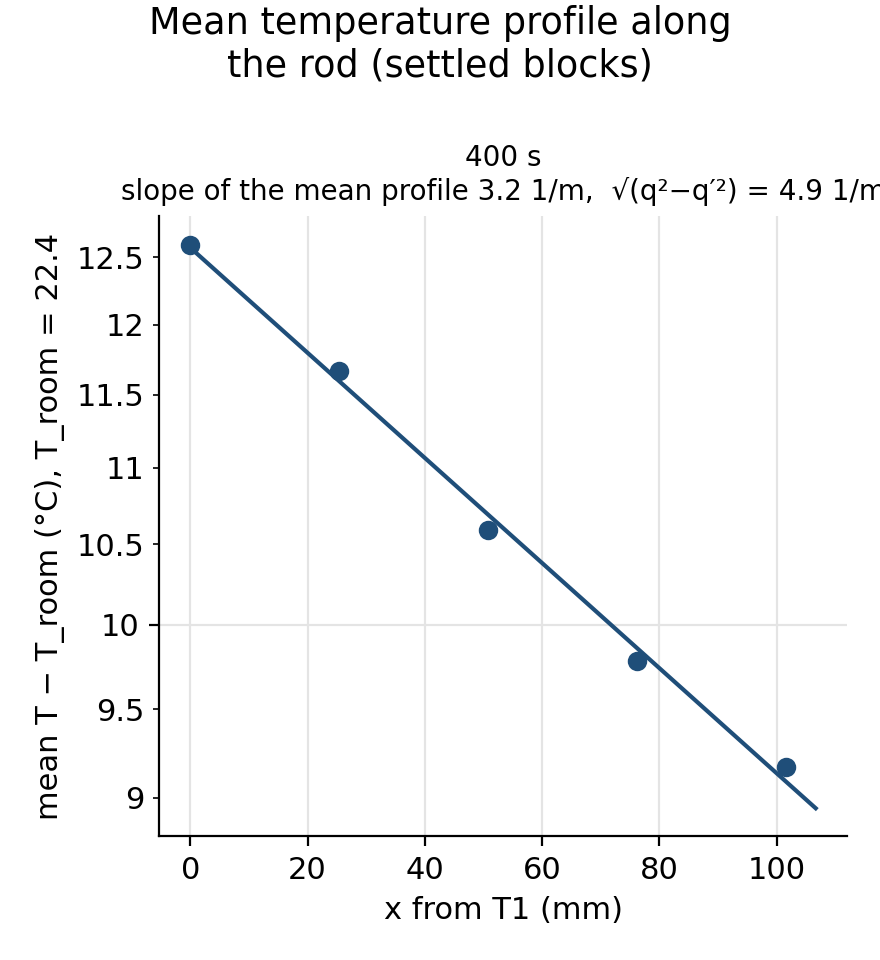 Mean temperature profile along
the rod (settled blocks)
400 s
slope of the mean profile 3.2 1/m,  √(q²−q′²) = 4.9 1/m
mean T − T_room (°C), T_room = 22.4
12.5
12
11.5
11
10.5
10
9.5
9
0
20
40
60
80
100
x from T1 (mm)